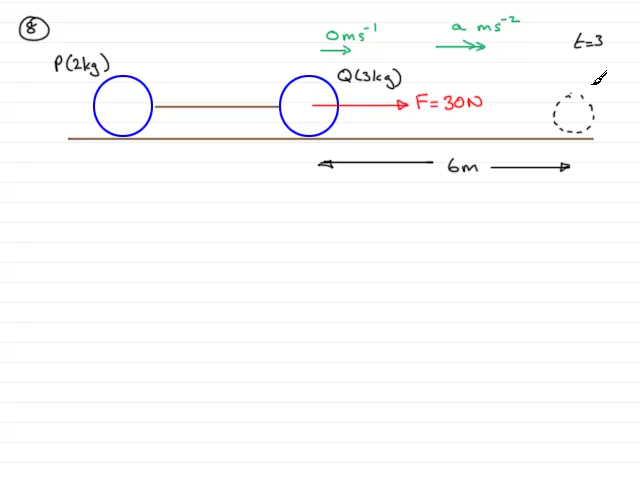 8
0 ms⁻¹
a ms⁻²
t=3
P(2kg)
Q(3kg)
F = 30N
6m